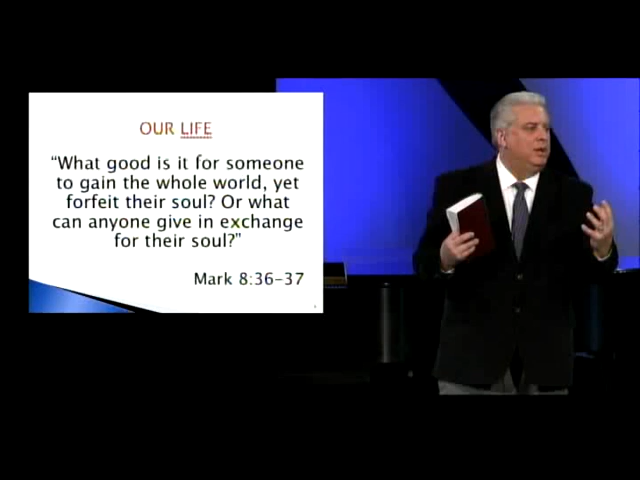 OUR LIFE
“What good is it for someone
to gain the whole world, yet
forfeit their soul? Or what
can anyone give in exchange
for their soul?”
Mark 8:36-37